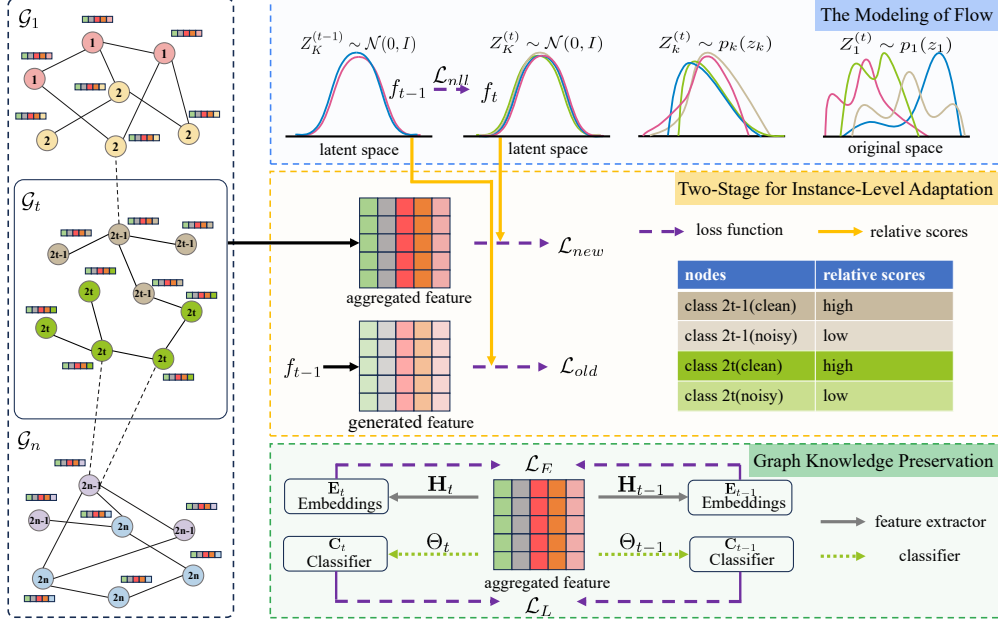 𝒢₁
1
1
2
2
2
2
𝒢ₜ
2t-1
2t-1
2t-1
2t-1
2t
2t
2t
2t
2t
𝒢ₙ
2n-1
2n-1
2n
2n-1
2n
2n
2n
The Modeling of Flow
Z_K^{(t-1)} ~ 𝒩(0, I)
Z_K^{(t)} ~ 𝒩(0, I)
Z_k^{(t)} ~ p_k(z_k)
Z_1^{(t)} ~ p_1(z_1)
f_{t-1}
ℒ_{nll}
f_t
latent space
latent space
original space
Two-Stage for Instance-Level Adaptation
aggregated feature
ℒ_{new}
f_{t-1}
generated feature
ℒ_{old}
loss function
relative scores
nodes relative scores
class 2t-1(clean) high
class 2t-1(noisy) low
class 2t(clean) high
class 2t(noisy) low
Graph Knowledge Preservation
ℒ_E
E_t
Embeddings
H_t
H_{t-1}
E_{t-1}
Embeddings
C_t
Classifier
Θ_t
Θ_{t-1}
C_{t-1}
Classifier
aggregated feature
ℒ_L
feature extractor
classifier